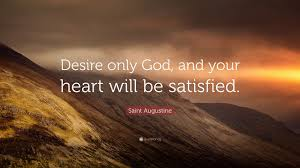 Desire only God, and your
heart will be satisfied.
Saint Augustine